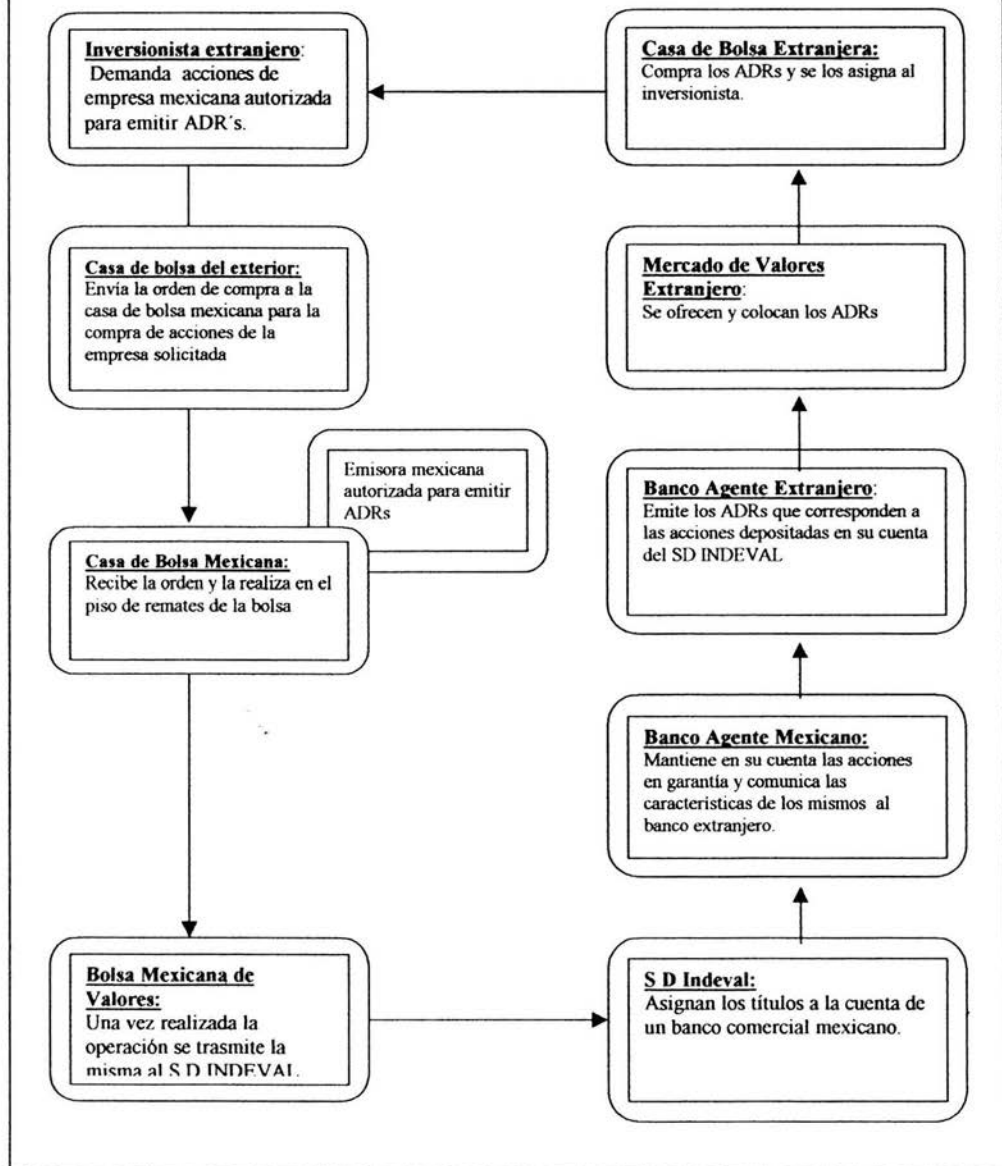 Inversionista extranjero:
Demanda acciones de
empresa mexicana autorizada
para emitir ADR´s.
Casa de bolsa del exterior:
Envía la orden de compra a la
casa de bolsa mexicana para la
compra de acciones de la
empresa solicitada
Emisora mexicana
autorizada para emitir
ADRs
Casa de Bolsa Mexicana:
Recibe la orden y la realiza en el
piso de remates de la bolsa
Bolsa Mexicana de
Valores:
Una vez realizada la
operación se trasmite la
misma al S D INDEVAL.
S D Indeval:
Asignan los títulos a la cuenta de
un banco comercial mexicano.
Banco Agente Mexicano:
Mantiene en su cuenta las acciones
en garantía y comunica las
características de los mismos al
banco extranjero.
Banco Agente Extranjero:
Emite los ADRs que corresponden a
las acciones depositadas en su cuenta
del SD INDEVAL
Mercado de Valores
Extranjero:
Se ofrecen y colocan los ADRs
Casa de Bolsa Extranjera:
Compra los ADRs y se los asigna al
inversionista.